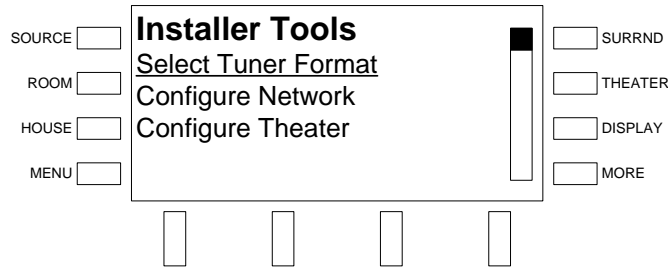 SOURCE
ROOM
HOUSE
MENU
Installer Tools
Select Tuner Format
Configure Network
Configure Theater
SURRND
THEATER
DISPLAY
MORE